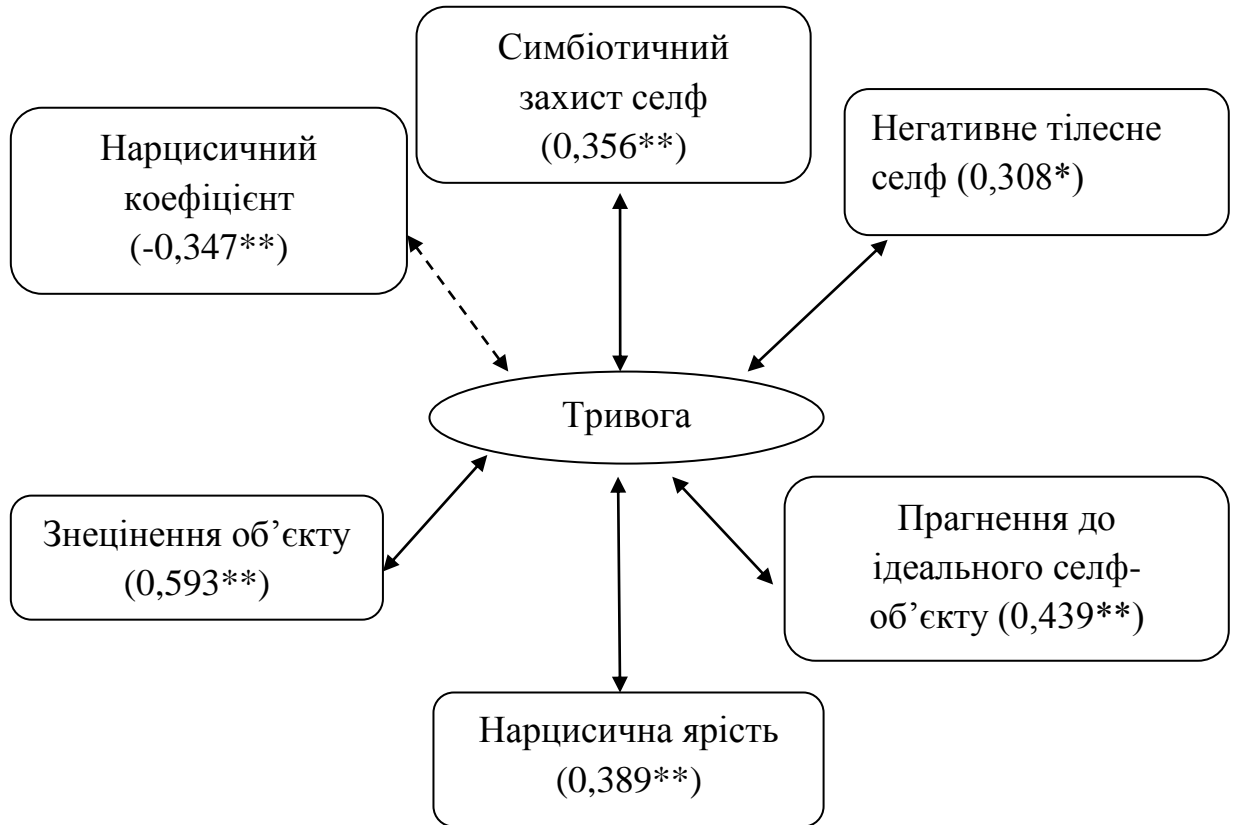 Симбіотичний
захист селф
(0,356**)
Нарцисичний
коефіцієнт
(-0,347**)
Негативне тілесне
селф (0,308*)
Тривога
Знецінення об’єкту
(0,593**)
Прагнення до
ідеального селф-
об’єкту (0,439**)
Нарцисична ярість
(0,389**)